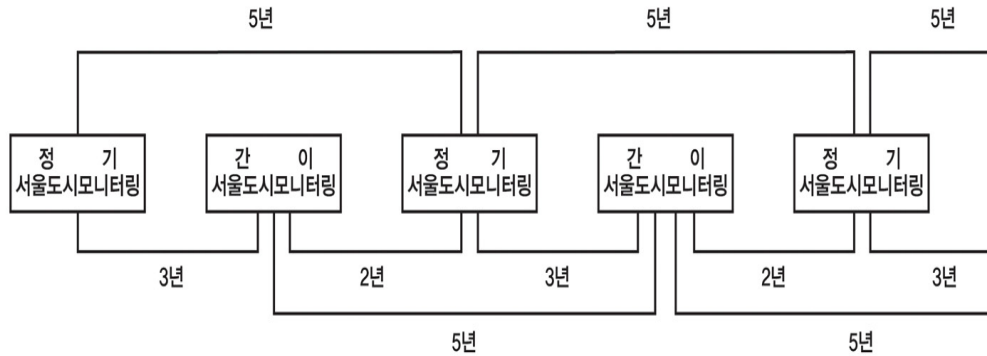 5년 5년 5년
정 기 간 이 정 기 간 이 정 기
서울도시모니터링 서울도시모니터링 서울도시모니터링 서울도시모니터링 서울도시모니터링
3년 2년 3년 2년 3년
5년 5년